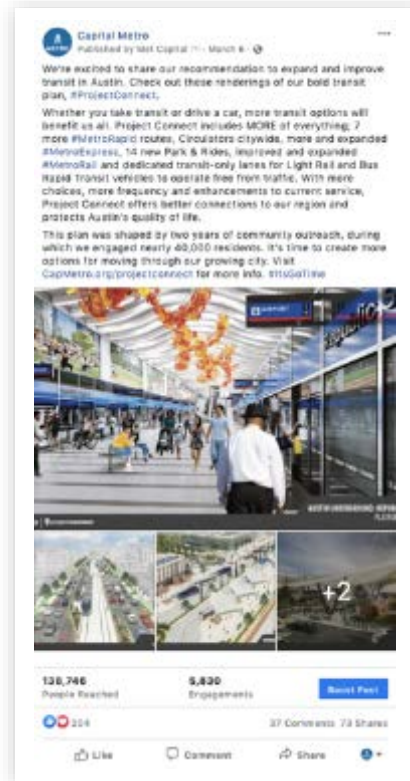 Capital Metro
Published by Met Capital · March 6 ·
We're excited to share our recommendation to expand and improve
transit in Austin. Check out these renderings of our bold transit
plan, #ProjectConnect.
Whether you take transit or drive a car, more transit options will
benefit us all. Project Connect includes MORE of everything; 7
more #MetroRapid routes, Circulators citywide, more and expanded
#MetroExpress, 14 new Park & Rides, improved and expanded
#MetroRail and dedicated transit-only lanes for Light Rail and Bus
Rapid Transit vehicles to operate free from traffic. With more
choices, more frequency and enhancements to current service,
Project Connect offers better connections to our region and
protects Austin's quality of life.
This plan was shaped by two years of community outreach, during
which we engaged nearly 40,000 residents. It's time to create more
options for moving through our growing city. Visit
CapMetro.org/projectconnect for more info. #ItsGoTime
AIRPORT
Republic
+2
138,746
People Reached
5,830
Engagements
Boost Post
204
37 Comments 73 Shares
Like
Comment
Share